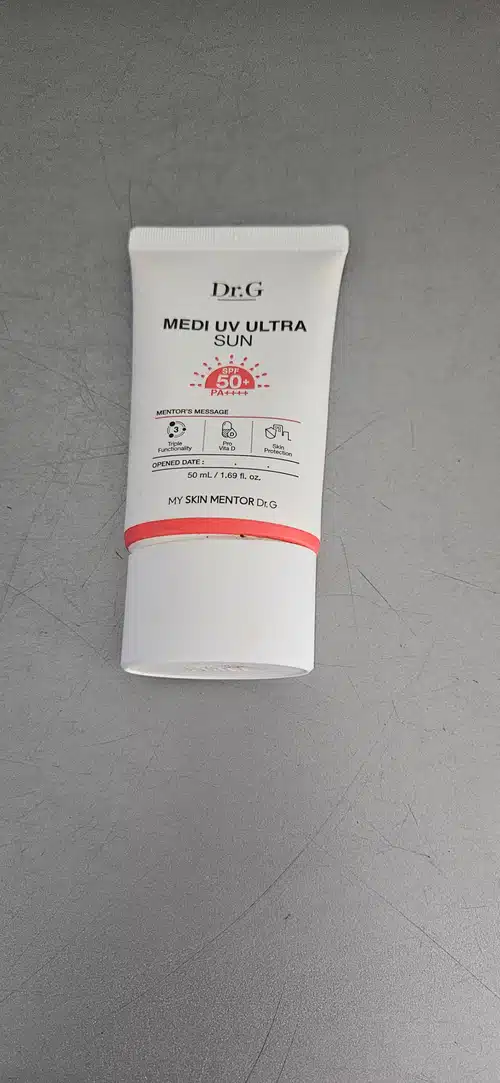 Dr.G
MEDI UV ULTRA
SUN
SPF
50+
PA++++
MENTOR'S MESSAGE
3
Triple
Functionality
Pro
Vita D
Skin
Protection
OPENED DATE : . .
50 mL / 1.69 fl. oz.
MY SKIN MENTOR Dr.G